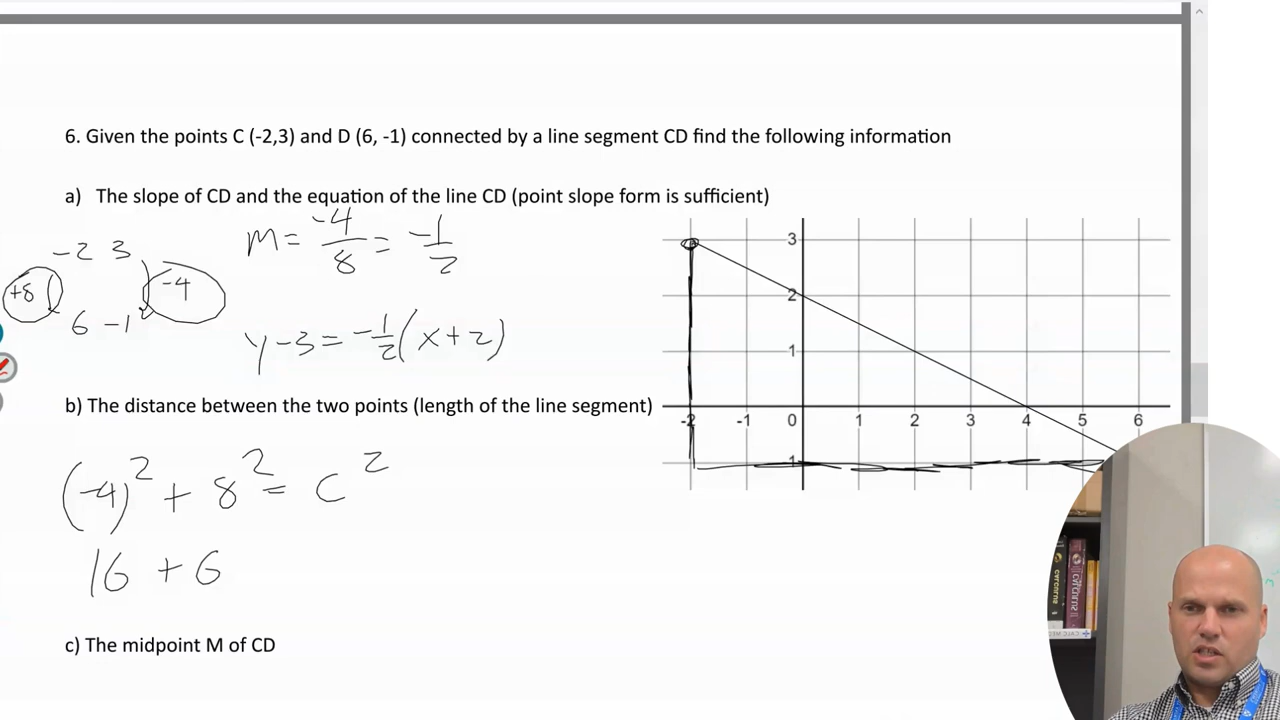 6. Given the points C (-2,3) and D (6, -1) connected by a line segment CD find the following information
a) The slope of CD and the equation of the line CD (point slope form is sufficient)
-2 3
+8 -4
6 -1
M = -4/8 = -1/2
y-3 = -1/2(x+2)
3
2
1
-2 -1 0 1 2 3 4 5 6
1
b) The distance between the two points (length of the line segment)
(-4)² + 8² = C²
16 + 6
c) The midpoint M of CD
CALCULUS